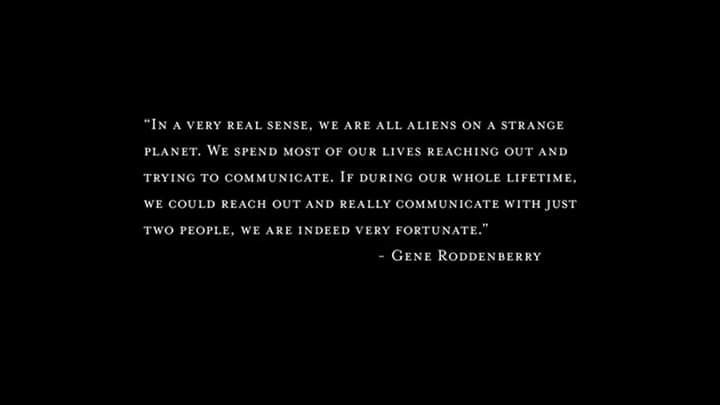 “In a very real sense, we are all aliens on a strange
planet. We spend most of our lives reaching out and
trying to communicate. If during our whole lifetime,
we could reach out and really communicate with just
two people, we are indeed very fortunate.”
- Gene Roddenberry